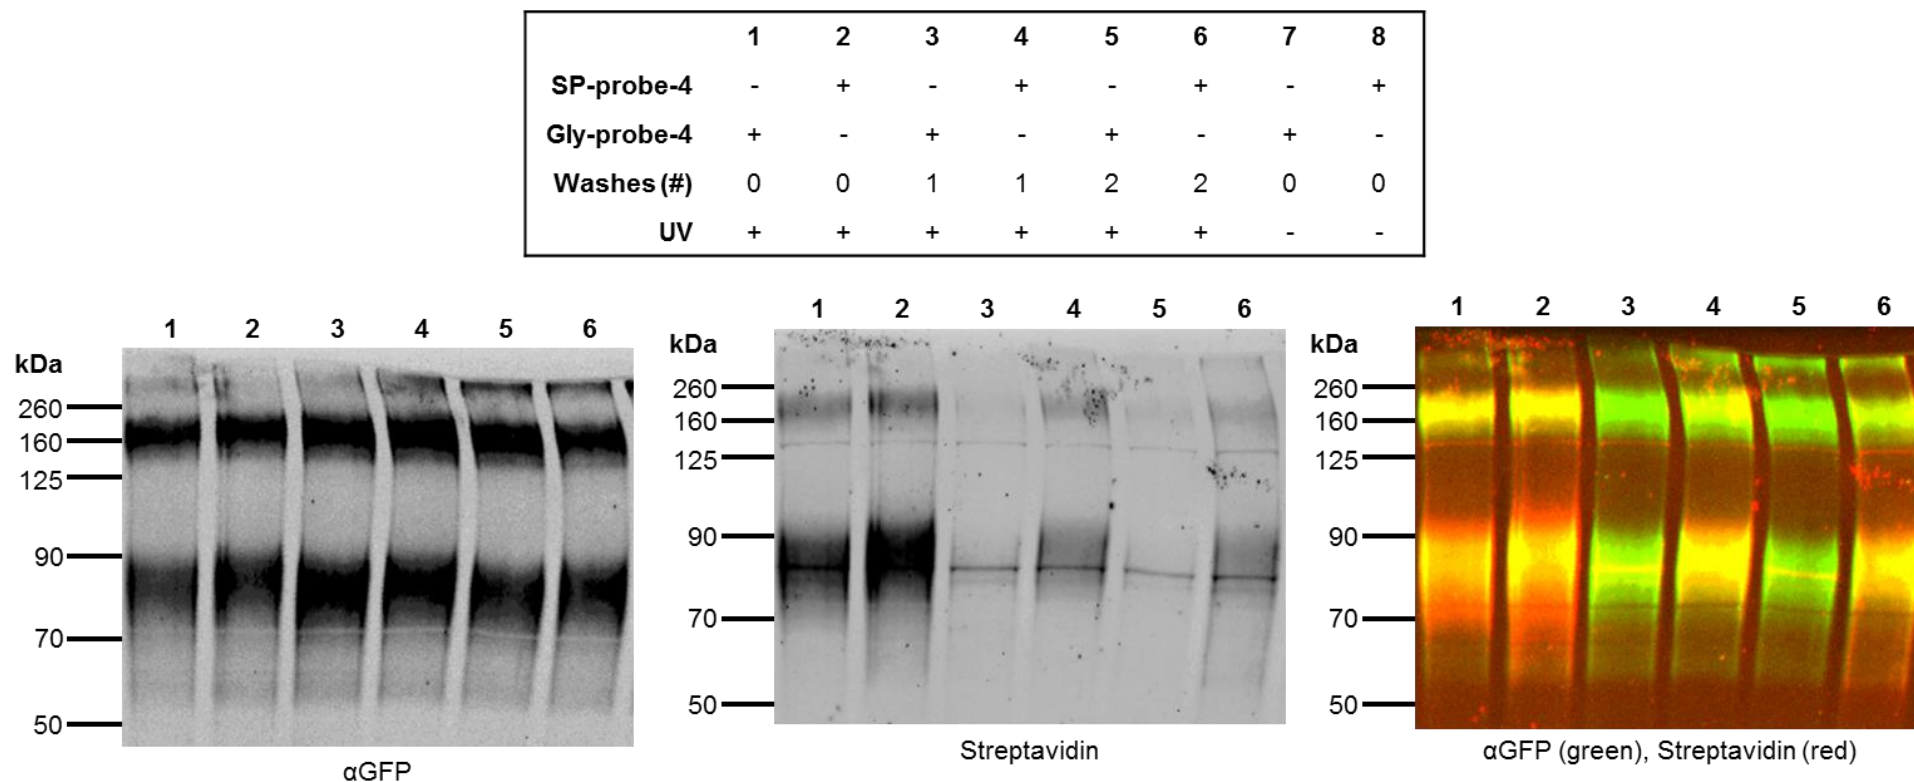 1 2 3 4 5 6 7 8
SP-probe-4 - + - + - + - +
Gly-probe-4 + - + - + - + -
Washes (#) 0 0 1 1 2 2 0 0
UV + + + + + + - -
1 2 3 4 5 6
kDa
260
160
125
90
70
50
αGFP
1 2 3 4 5 6
kDa
260
160
125
90
70
50
Streptavidin
1 2 3 4 5 6
kDa
260
160
125
90
70
50
αGFP (green), Streptavidin (red)